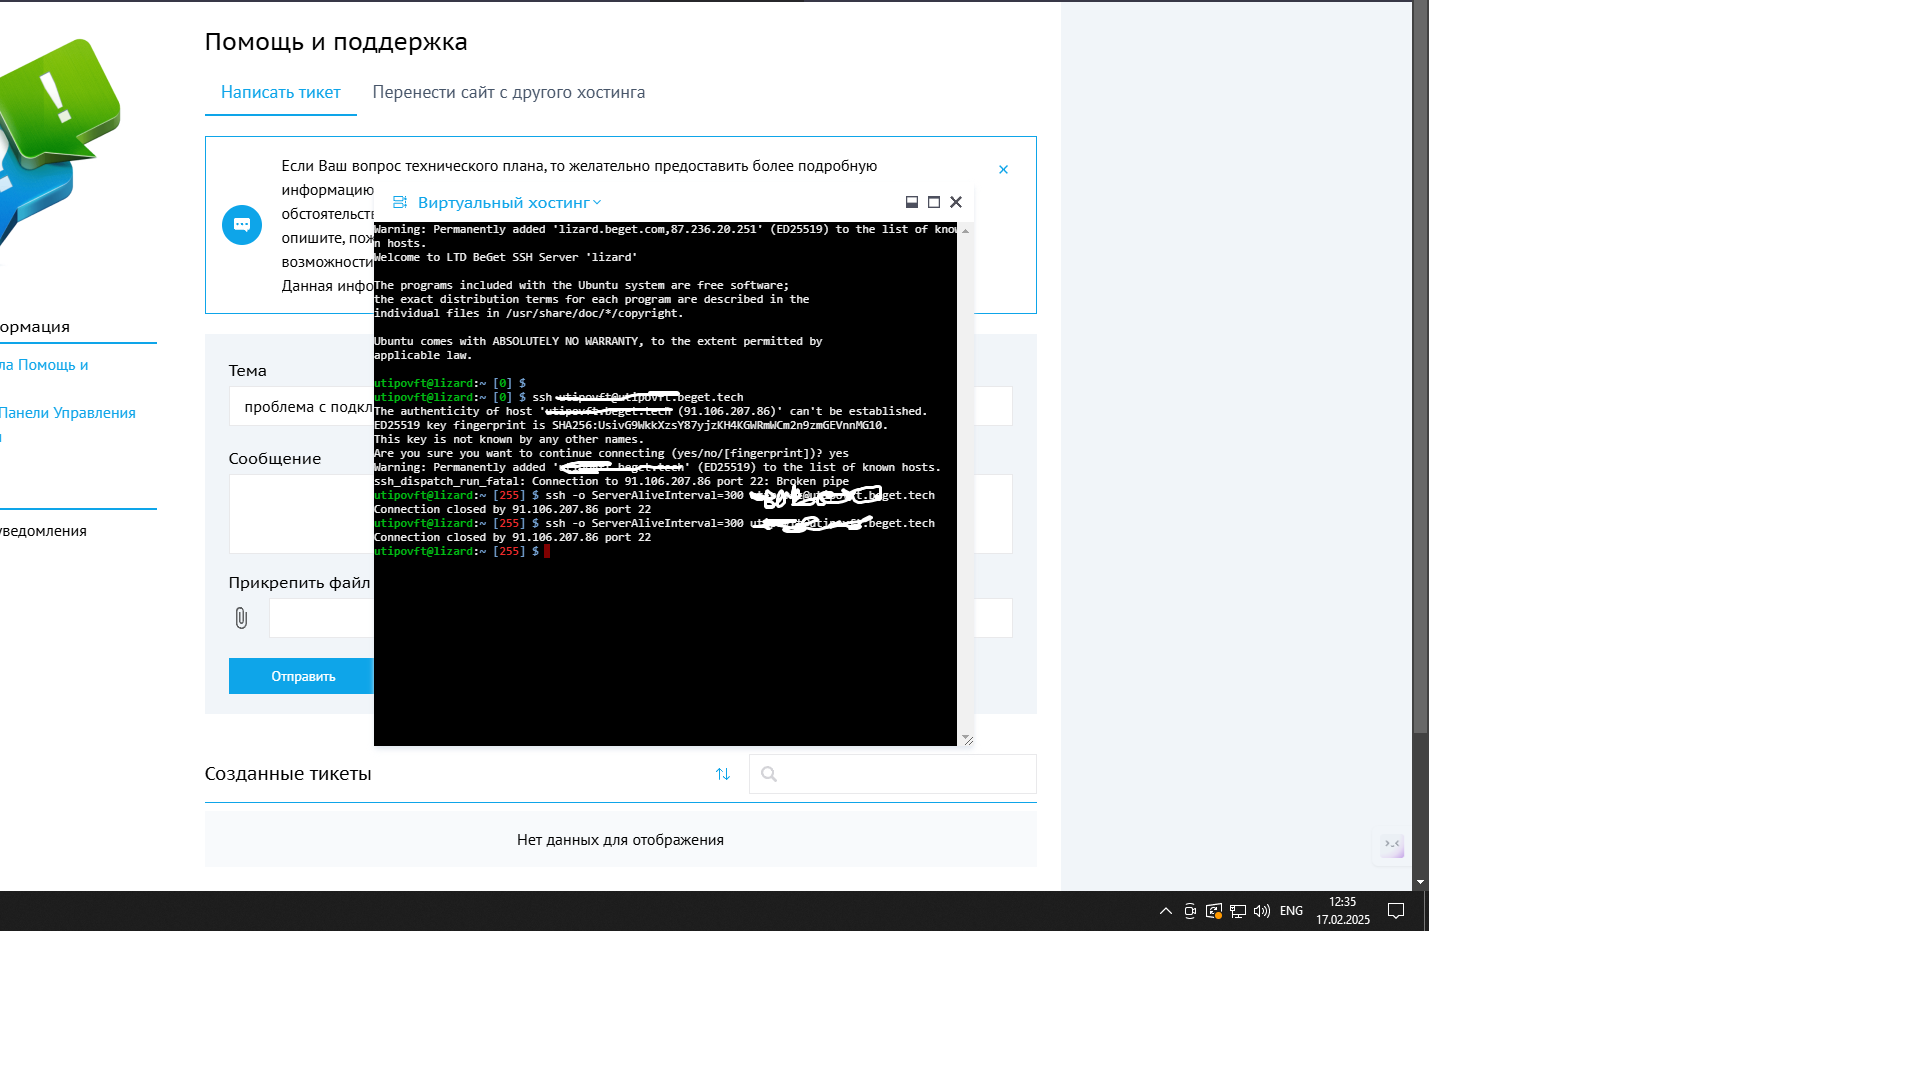 Помощь и поддержка
Написать тикет
Перенести сайт с другого хостинга
Если Ваш вопрос технического плана, то желательно предоставить более подробную
информацию
обстоятельств
опишите, пож
возможности
Данная инфо
Виртуальный хостинг
Warning: Permanently added 'lizard.beget.com,87.236.20.251' (ED25519) to the list of know
n hosts.
Welcome to LTD BeGet SSH Server 'lizard'
The programs included with the Ubuntu system are free software;
the exact distribution terms for each program are described in the
individual files in /usr/share/doc/*/copyright.
Ubuntu comes with ABSOLUTELY NO WARRANTY, to the extent permitted by
applicable law.
utipovft@lizard:~ [0] $
utipovft@lizard:~ [0] $ ssh utipovft@utipovft.beget.tech
The authenticity of host 'utipovft.beget.tech (91.106.207.86)' can't be established.
ED25519 key fingerprint is SHA256:UsivG9WkkXzsY87yjzKH4KGWRmWCm2n9zmGEVnnMG10.
This key is not known by any other names.
Are you sure you want to continue connecting (yes/no/[fingerprint])? yes
Warning: Permanently added ' beget.tech' (ED25519) to the list of known hosts.
ssh_dispatch_run_fatal: Connection to 91.106.207.86 port 22: Broken pipe
utipovft@lizard:~ [255] $ ssh -o ServerAliveInterval=300 .beget.tech
Connection closed by 91.106.207.86 port 22
utipovft@lizard:~ [255] $ ssh -o ServerAliveInterval=300 .beget.tech
Connection closed by 91.106.207.86 port 22
utipovft@lizard:~ [255] $
ормация
ла Помощь и
Панели Управления
и
уведомления
Тема
проблема с подкл
Сообщение
Прикрепить файл
Отправить
Созданные тикеты
Нет данных для отображения
ENG
12:35
17.02.2025